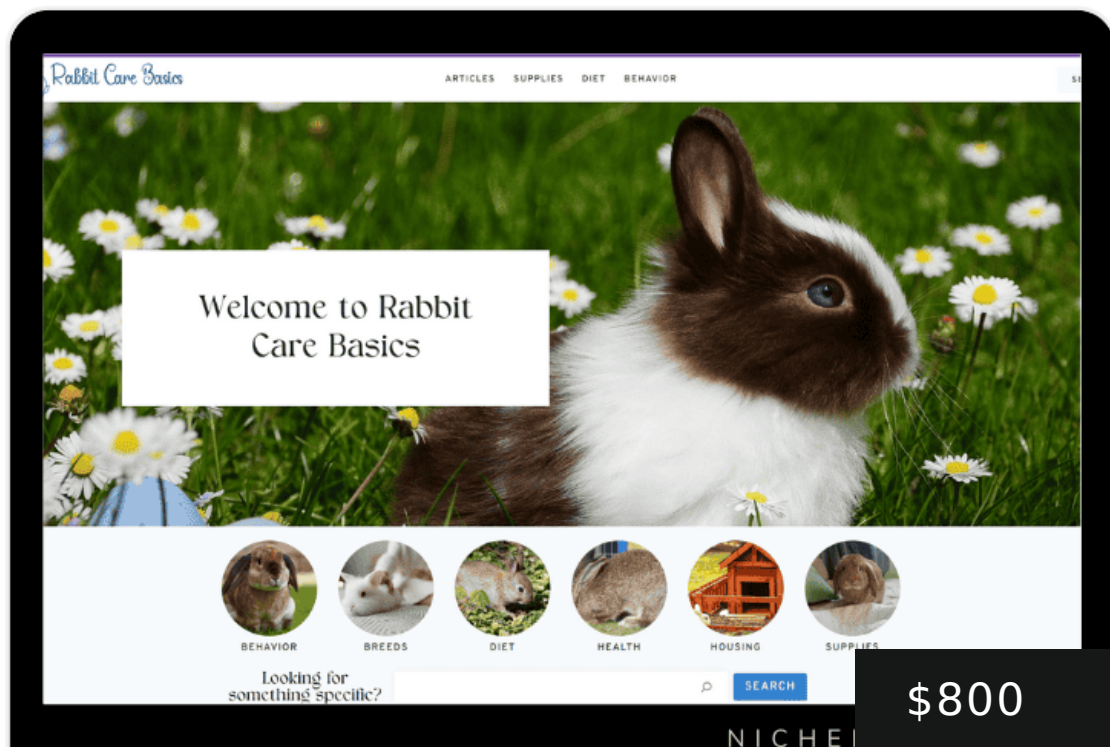 Rabbit Care Basics
ARTICLES SUPPLIES DIET BEHAVIOR
Welcome to Rabbit
Care Basics
BEHAVIOR BREEDS DIET HEALTH HOUSING SUPPLIES
Looking for
something specific?
SEARCH
$800